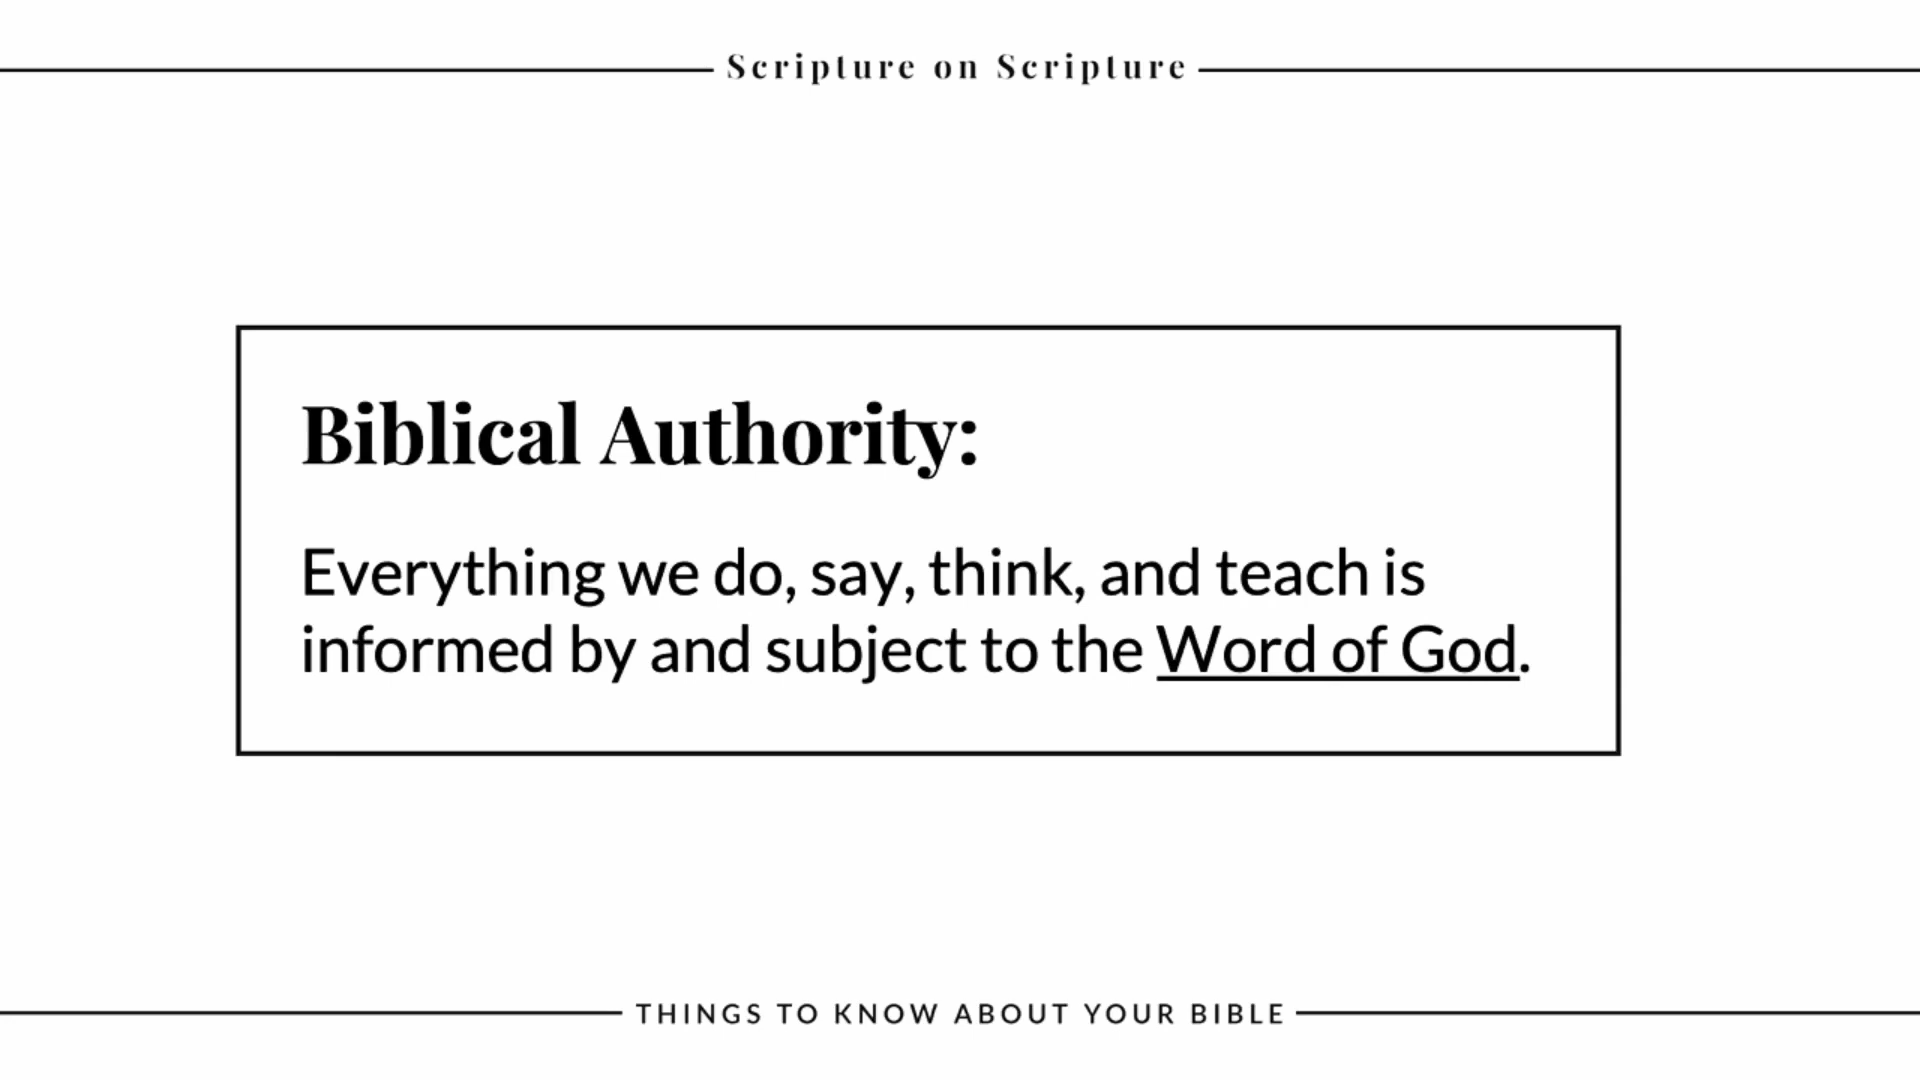 Scripture on Scripture
Biblical Authority:
Everything we do, say, think, and teach is
informed by and subject to the Word of God.
THINGS TO KNOW ABOUT YOUR BIBLE